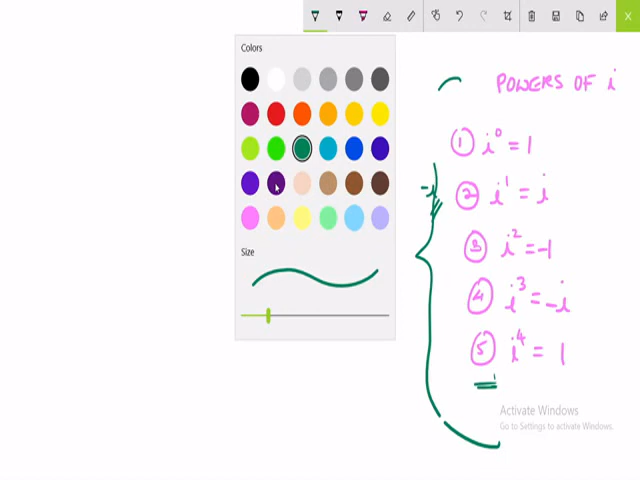 Colors
POWERS OF i
① i⁰ = 1
-i
② i¹ = i
③ i² = -1
Size
④ i³ = -i
⑤ i⁴ = 1
Activate Windows
Go to Settings to activate Windows.